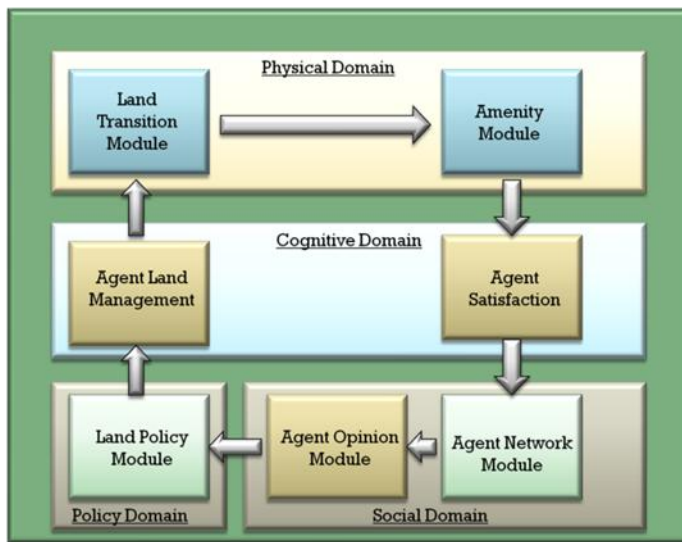 Physical Domain
Land
Transition
Module
Amenity
Module
Cognitive Domain
Agent Land
Management
Agent
Satisfaction
Land Policy
Module
Agent Opinion
Module
Agent Network
Module
Policy Domain
Social Domain